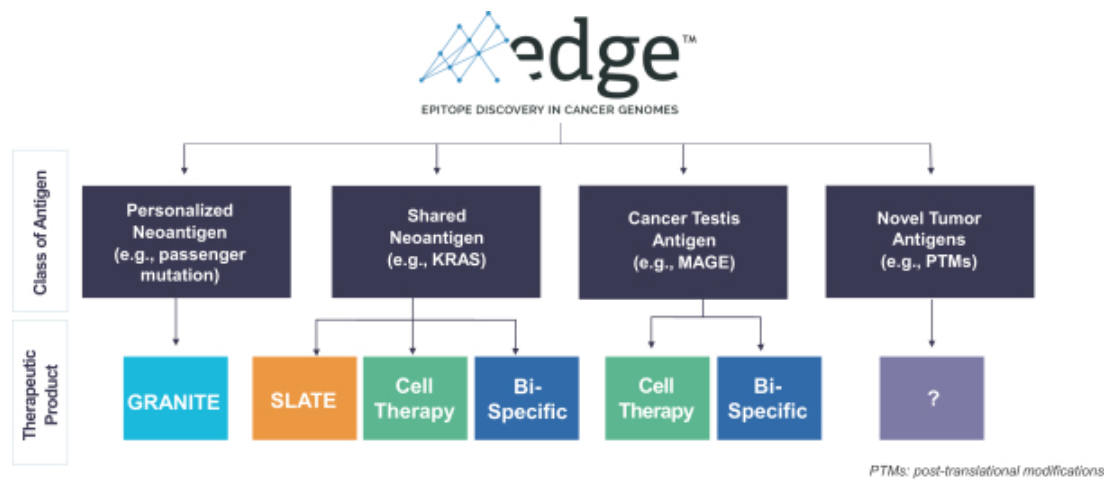 edge™
EPITOPE DISCOVERY IN CANCER GENOMES
Class of Antigen
Personalized
Neoantigen
(e.g., passenger
mutation)
Shared
Neoantigen
(e.g., KRAS)
Cancer Testis
Antigen
(e.g., MAGE)
Novel Tumor
Antigens
(e.g., PTMs)
Therapeutic
Product
GRANITE
SLATE
Cell
Therapy
Bi-
Specific
Cell
Therapy
Bi-
Specific
?
PTMs: post-translational modifications